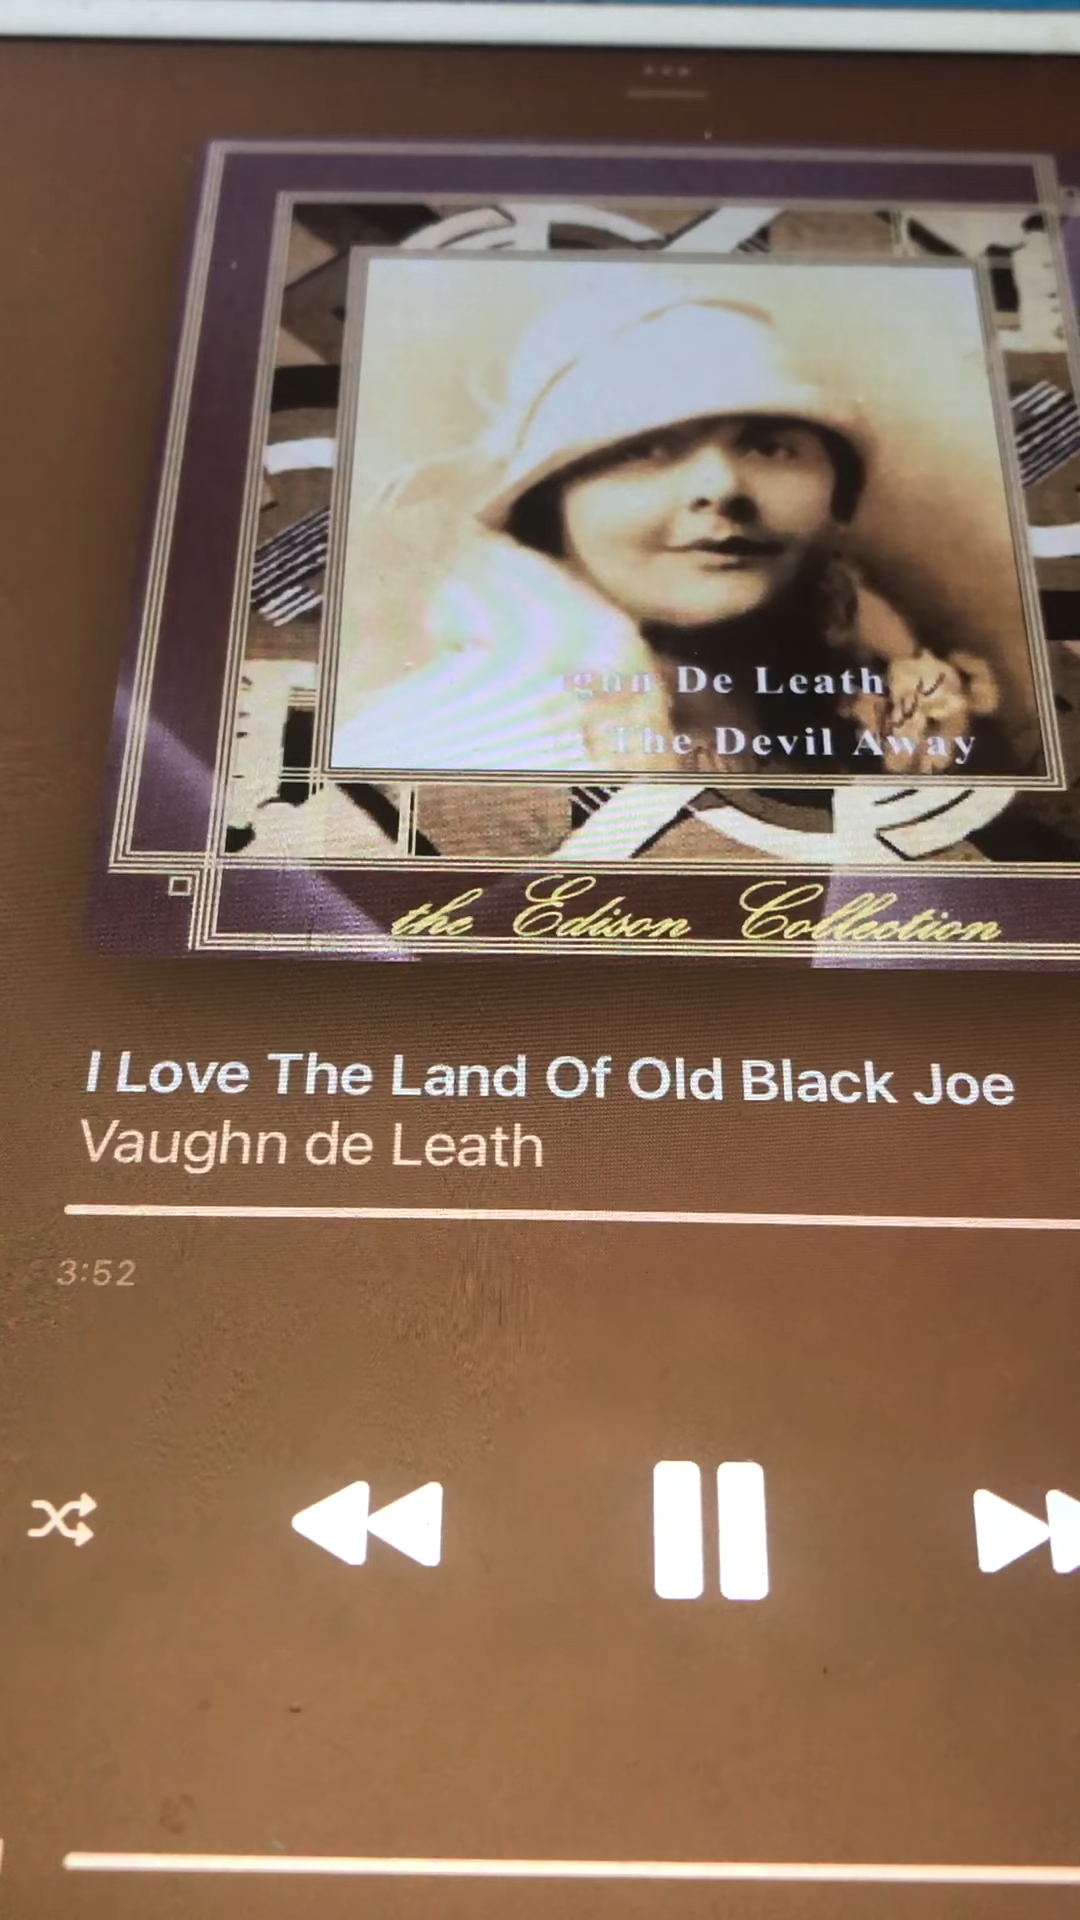 De Leath
The Devil Away
the Edison Collection
I Love The Land Of Old Black Joe
Vaughn de Leath
3:52